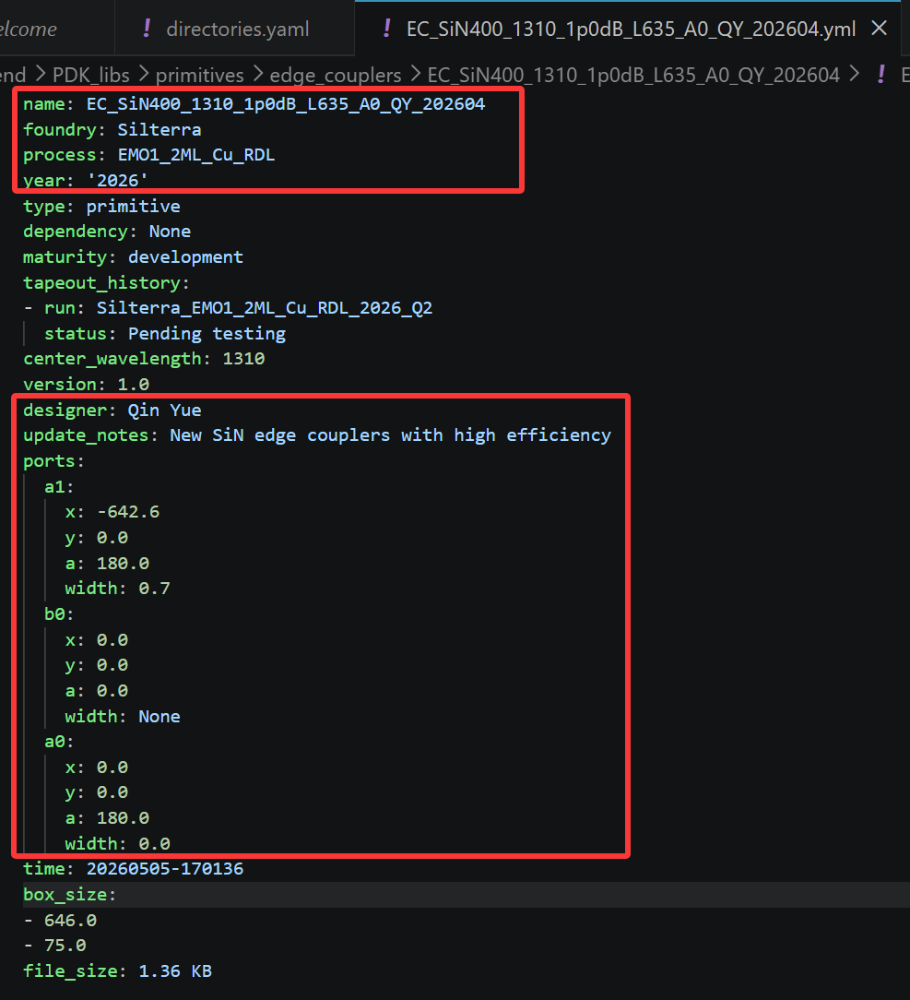 elcome
directories.yaml
EC_SiN400_1310_1p0dB_L635_A0_QY_202604.yml
end > PDK_libs > primitives > edge_couplers > EC_SiN400_1310_1p0dB_L635_A0_QY_202604 > ! E
name: EC_SiN400_1310_1p0dB_L635_A0_QY_202604
foundry: Silterra
process: EMO1_2ML_Cu_RDL
year: '2026'
type: primitive
dependency: None
maturity: development
tapeout_history:
- run: Silterra_EMO1_2ML_Cu_RDL_2026_Q2
  status: Pending testing
center_wavelength: 1310
version: 1.0
designer: Qin Yue
update_notes: New SiN edge couplers with high efficiency
ports:
  a1:
    x: -642.6
    y: 0.0
    a: 180.0
    width: 0.7
  b0:
    x: 0.0
    y: 0.0
    a: 0.0
    width: None
  a0:
    x: 0.0
    y: 0.0
    a: 180.0
    width: 0.0
time: 20260505-170136
box_size:
- 646.0
- 75.0
file_size: 1.36 KB